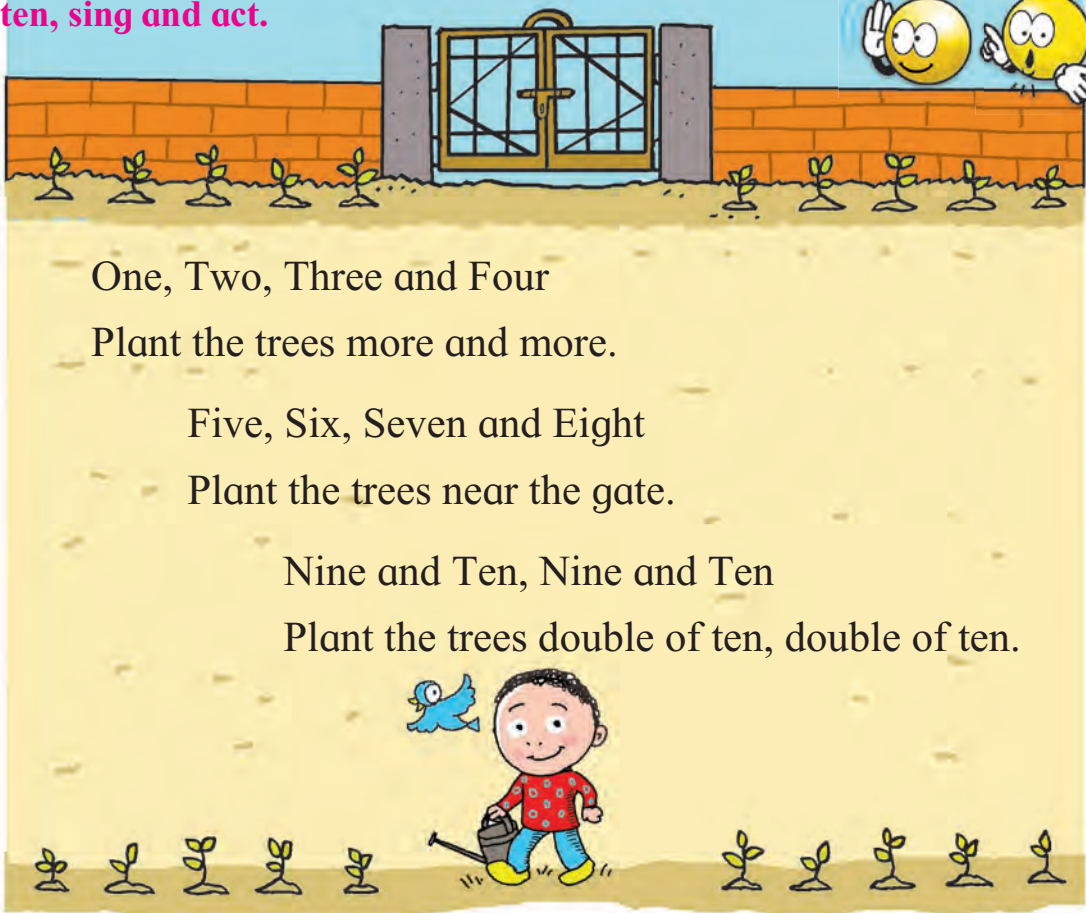 ten, sing and act.
One, Two, Three and Four
Plant the trees more and more.
Five, Six, Seven and Eight
Plant the trees near the gate.
Nine and Ten, Nine and Ten
Plant the trees double of ten, double of ten.